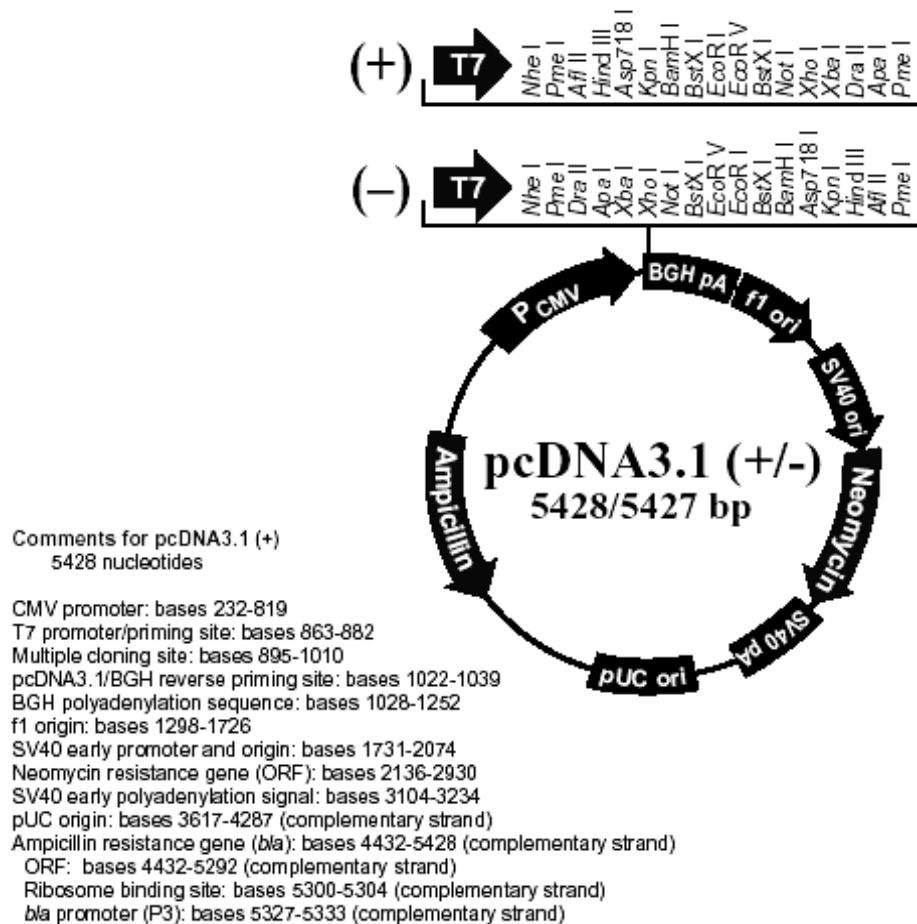 (+) T7 Nhe I Pme I Afl II Hind III Asp718 I Kpn I BamH I BstX I EcoR I EcoR V BstX I Not I Xho I Xba I Dra II Apa I Pme I
(–) T7 Nhe I Pme I Dra II Apa I Xba I Xho I Not I BstX I EcoR V EcoR I BstX I BamH I Asp718 I Kpn I Hind III Afl II Pme I
P CMV
BGH pA
f1 ori
SV40 ori
Neomycin
SV40 pA
pUC ori
Ampicillin
pcDNA3.1 (+/-)
5428/5427 bp
Comments for pcDNA3.1 (+)
5428 nucleotides
CMV promoter: bases 232-819
T7 promoter/priming site: bases 863-882
Multiple cloning site: bases 895-1010
pcDNA3.1/BGH reverse priming site: bases 1022-1039
BGH polyadenylation sequence: bases 1028-1252
f1 origin: bases 1298-1726
SV40 early promoter and origin: bases 1731-2074
Neomycin resistance gene (ORF): bases 2136-2930
SV40 early polyadenylation signal: bases 3104-3234
pUC origin: bases 3617-4287 (complementary strand)
Ampicillin resistance gene (bla): bases 4432-5428 (complementary strand)
ORF: bases 4432-5292 (complementary strand)
Ribosome binding site: bases 5300-5304 (complementary strand)
bla promoter (P3): bases 5327-5333 (complementary strand)